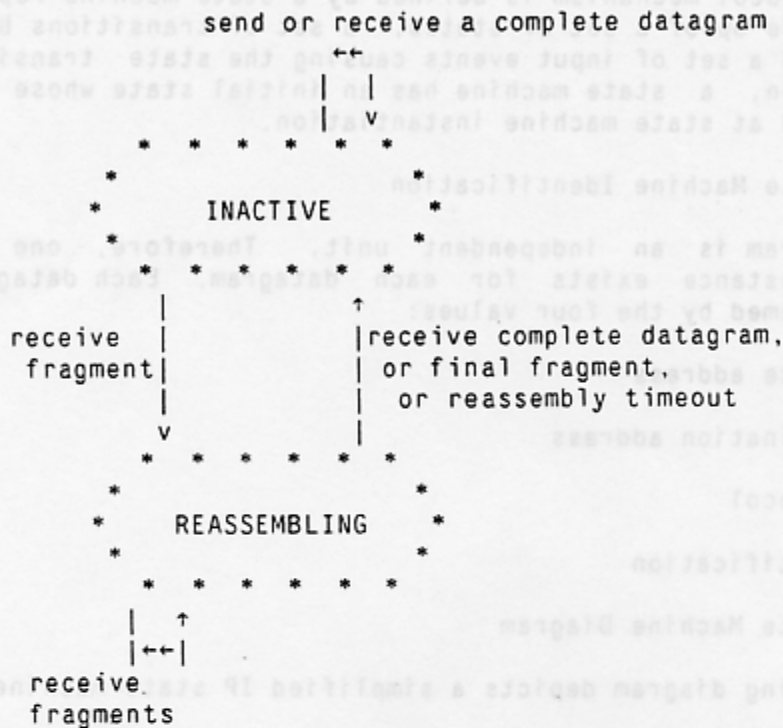 send or receive a complete datagram
INACTIVE
receive
fragment
receive complete datagram,
or final fragment,
or reassembly timeout
REASSEMBLING
receive
fragments